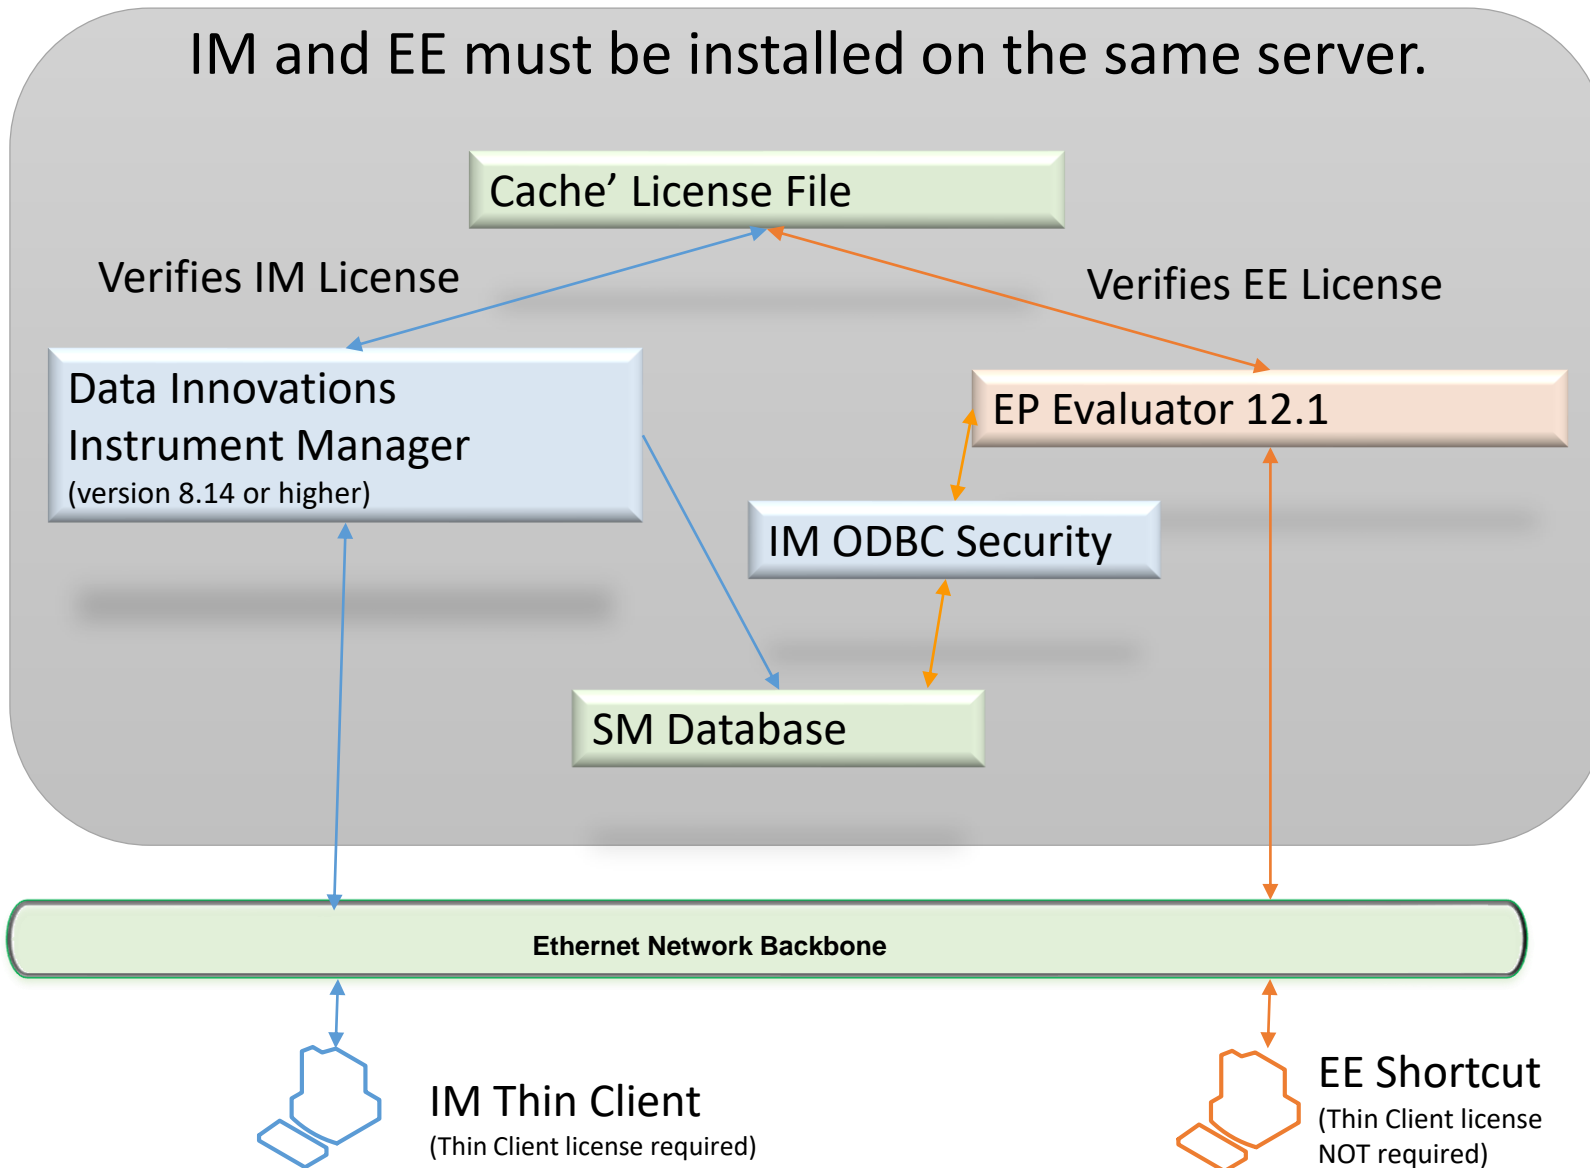 IM and EE must be installed on the same server.
Cache’ License File
Verifies IM License
Verifies EE License
Data Innovations
Instrument Manager
(version 8.14 or higher)
EP Evaluator 12.1
IM ODBC Security
SM Database
Ethernet Network Backbone
IM Thin Client
(Thin Client license required)
EE Shortcut
(Thin Client license
NOT required)